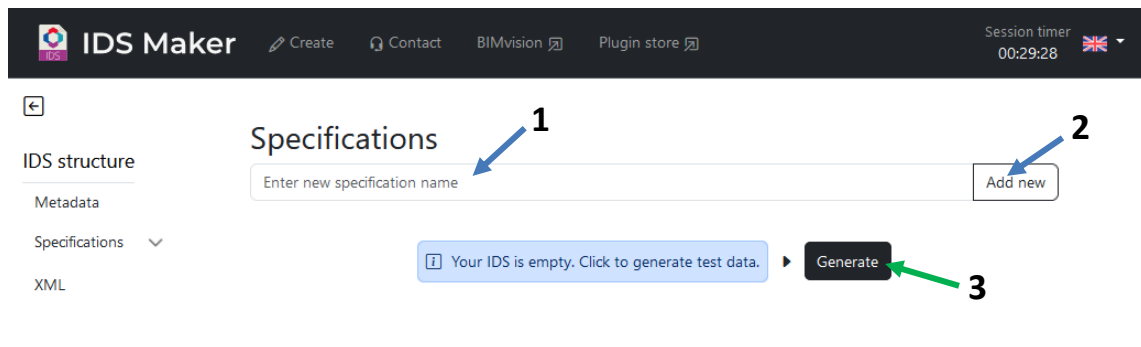 IDS
IDS Maker
Create
Contact
BIMvision
Plugin store
Session timer
00:29:28
1
2
Specifications
IDS structure
Enter new specification name
Add new
Metadata
Specifications
Your IDS is empty. Click to generate test data.
Generate
XML
3